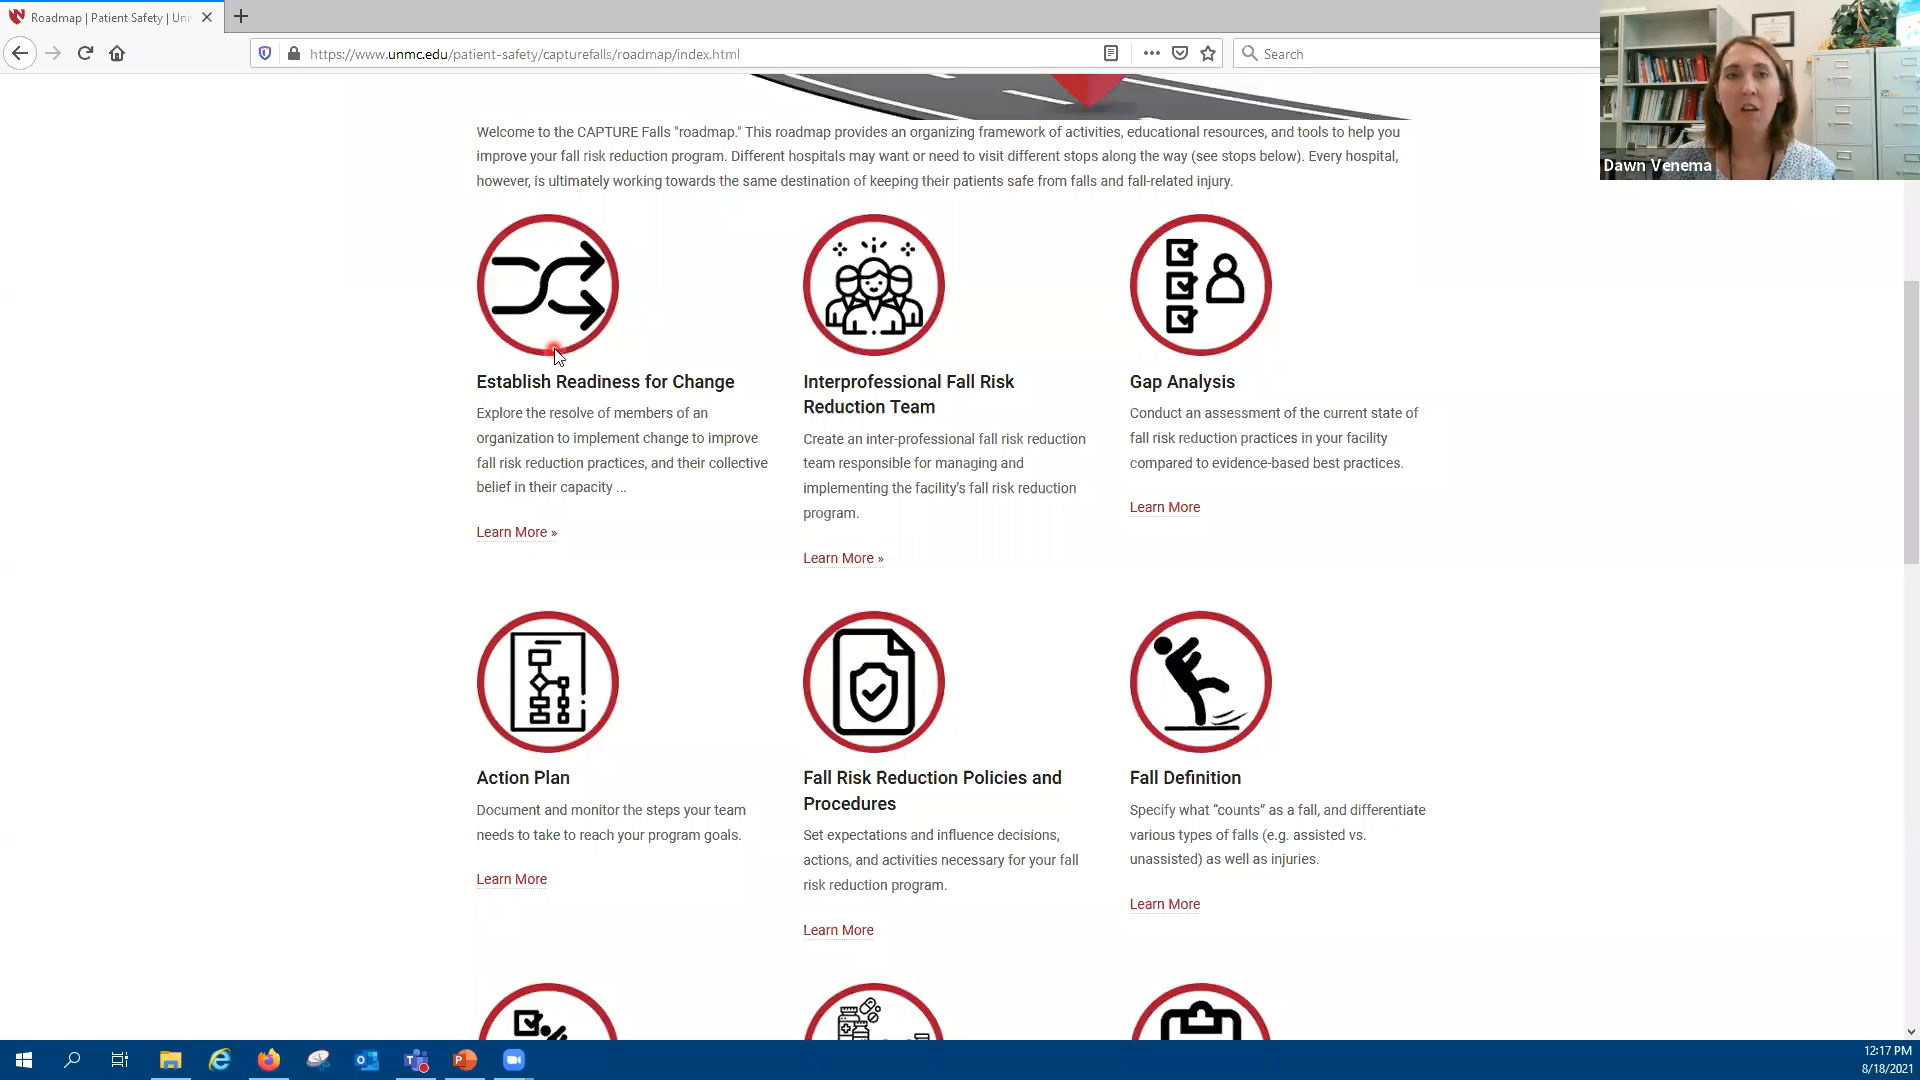 Roadmap | Patient Safety | Uni
https://www.unmc.edu/patient-safety/capturefalls/roadmap/index.html
Search
Dawn Venema
Welcome to the CAPTURE Falls "roadmap." This roadmap provides an organizing framework of activities, educational resources, and tools to help you
improve your fall risk reduction program. Different hospitals may want or need to visit different stops along the way (see stops below). Every hospital,
however, is ultimately working towards the same destination of keeping their patients safe from falls and fall-related injury.
Establish Readiness for Change
Explore the resolve of members of an
organization to implement change to improve
fall risk reduction practices, and their collective
belief in their capacity ...
Learn More »
Interprofessional Fall Risk
Reduction Team
Create an inter-professional fall risk reduction
team responsible for managing and
implementing the facility's fall risk reduction
program.
Learn More »
Gap Analysis
Conduct an assessment of the current state of
fall risk reduction practices in your facility
compared to evidence-based best practices.
Learn More
Action Plan
Document and monitor the steps your team
needs to take to reach your program goals.
Learn More
Fall Risk Reduction Policies and
Procedures
Set expectations and influence decisions,
actions, and activities necessary for your fall
risk reduction program.
Learn More
Fall Definition
Specify what “counts” as a fall, and differentiate
various types of falls (e.g. assisted vs.
unassisted) as well as injuries.
Learn More
12:17 PM
8/18/2021